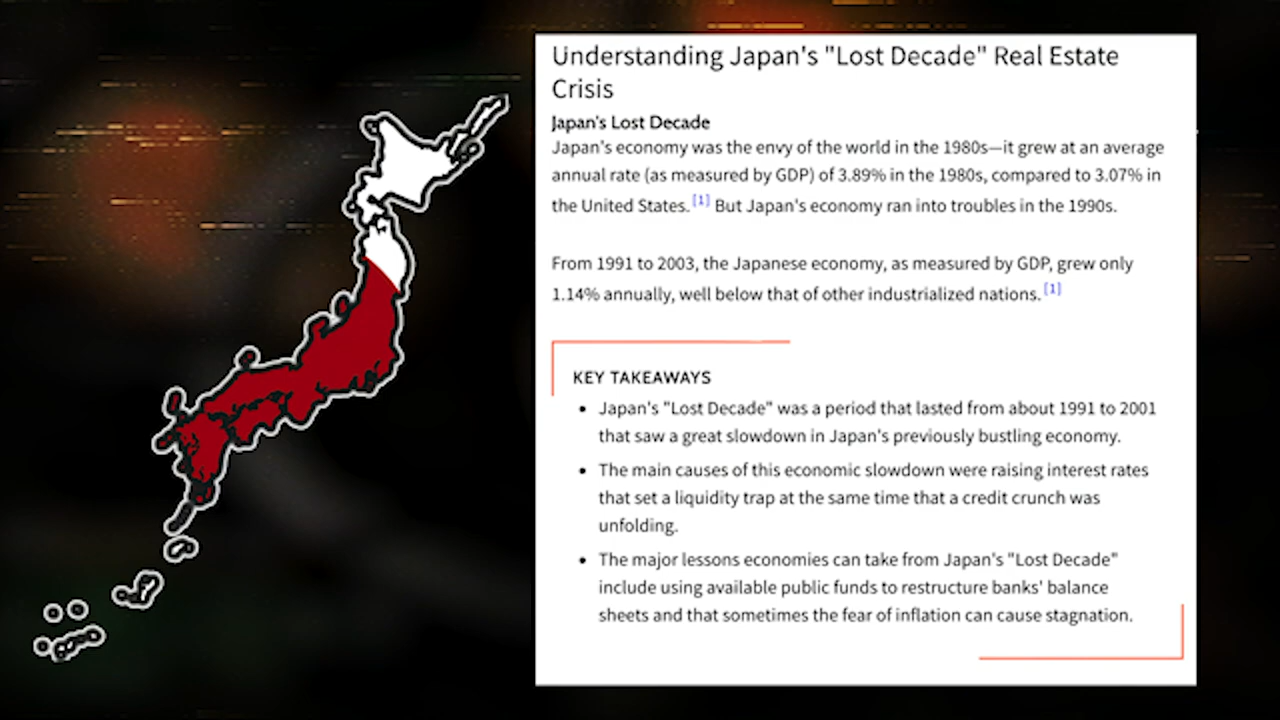 Understanding Japan's "Lost Decade" Real Estate
Crisis
Japan's Lost Decade
Japan's economy was the envy of the world in the 1980s—it grew at an average
annual rate (as measured by GDP) of 3.89% in the 1980s, compared to 3.07% in
the United States. [1] But Japan's economy ran into troubles in the 1990s.
From 1991 to 2003, the Japanese economy, as measured by GDP, grew only
1.14% annually, well below that of other industrialized nations. [1]
KEY TAKEAWAYS
• Japan's "Lost Decade" was a period that lasted from about 1991 to 2001
that saw a great slowdown in Japan's previously bustling economy.
• The main causes of this economic slowdown were raising interest rates
that set a liquidity trap at the same time that a credit crunch was
unfolding.
• The major lessons economies can take from Japan's "Lost Decade"
include using available public funds to restructure banks' balance
sheets and that sometimes the fear of inflation can cause stagnation.